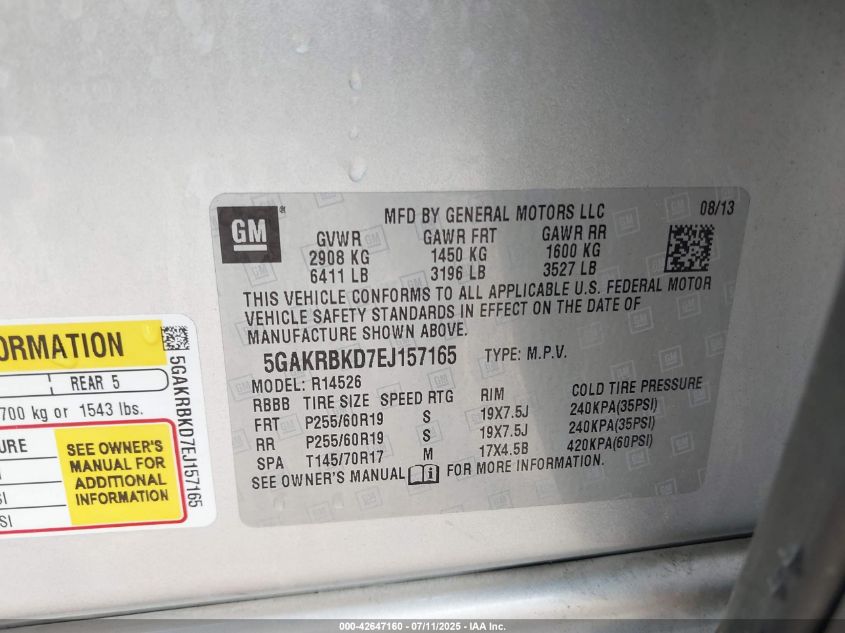 GM
MFD BY GENERAL MOTORS LLC 08/13
GVWR GAWR FRT GAWR RR
2908 KG 1450 KG 1600 KG
6411 LB 3196 LB 3527 LB
THIS VEHICLE CONFORMS TO ALL APPLICABLE U.S. FEDERAL MOTOR
VEHICLE SAFETY STANDARDS IN EFFECT ON THE DATE OF
MANUFACTURE SHOWN ABOVE.
5GAKRBKD7EJ157165 TYPE: M.P.V.
MODEL: R14526
RBBB TIRE SIZE SPEED RTG RIM COLD TIRE PRESSURE
FRT P255/60R19 S 19X7.5J 240KPA(35PSI)
RR P255/60R19 S 19X7.5J 240KPA(35PSI)
SPA T145/70R17 M 17X4.5B 420KPA(60PSI)
SEE OWNER'S MANUAL i FOR MORE INFORMATION.
ORMATION
REAR 5
700 kg or 1543 lbs.
URE
SEE OWNER'S
MANUAL FOR
ADDITIONAL
INFORMATION
SI
SI
5GAKRBKD7EJ157165
000-42647160 - 07/11/2025 - IAA Inc.